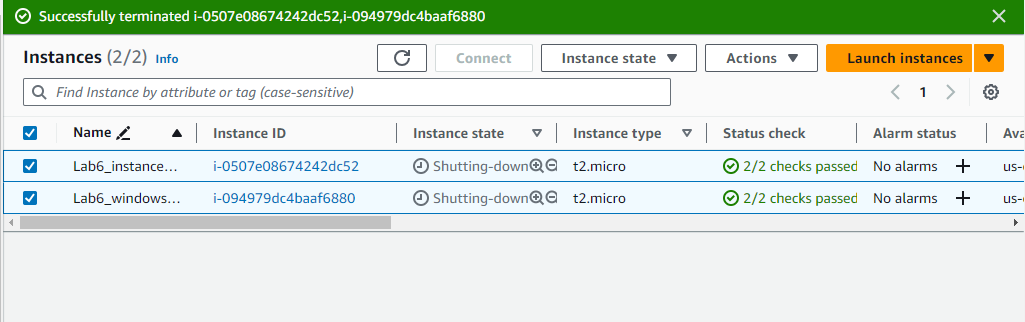 Successfully terminated i-0507e08674242dc52,i-094979dc4baaf6880
Instances (2/2) Info Connect Instance state Actions Launch instances
Find Instance by attribute or tag (case-sensitive) 1
Name Instance ID Instance state Instance type Status check Alarm status Ava
Lab6_instance... i-0507e08674242dc52 Shutting-down t2.micro 2/2 checks passed No alarms us-
Lab6_windows... i-094979dc4baaf6880 Shutting-down t2.micro 2/2 checks passed No alarms us-